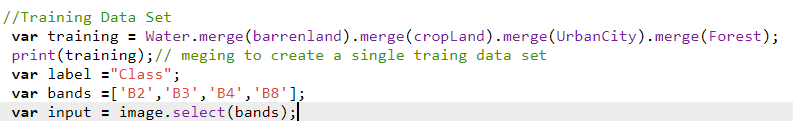 //Training Data Set
var training = Water.merge(barrenland).merge(cropLand).merge(UrbanCity).merge(Forest);
print(training);// meging to create a single traing data set
var label ="Class";
var bands =['B2','B3','B4','B8'];
var input = image.select(bands);